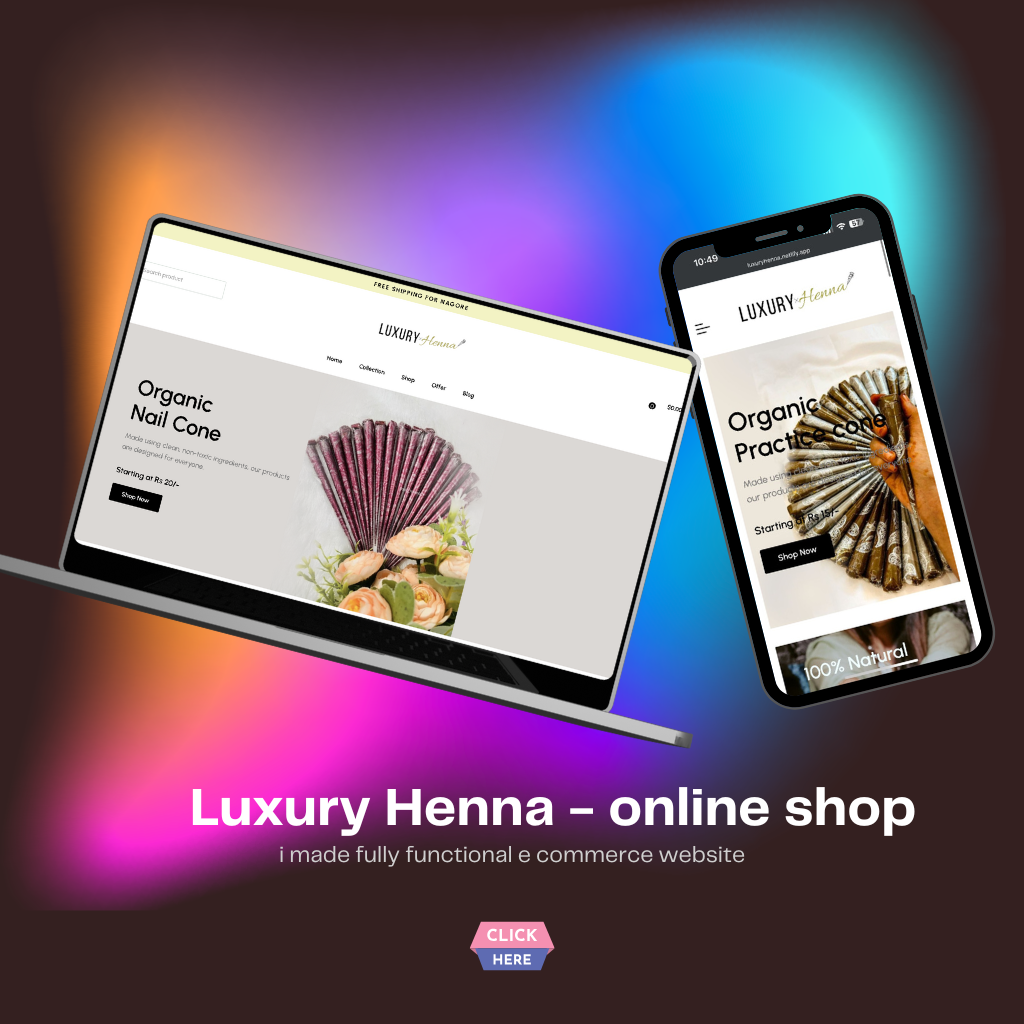 search product
FREE SHIPPING FOR NAGORE
LUXURY Henna
Home Collection Shop Offer Blog
0 $0.00
Organic
Nail Cone
Made using clean, non-toxic ingredients, our products
are designed for everyone.
Starting at Rs 20/-
Shop Now
10:49
57
luxuryhenna.netlify.app
LUXURY Henna
Organic
Practice cone
Made using
our produ
Starting at Rs 15/-
Shop Now
100% Natural
Luxury Henna - online shop
i made fully functional e commerce website
CLICK
HERE